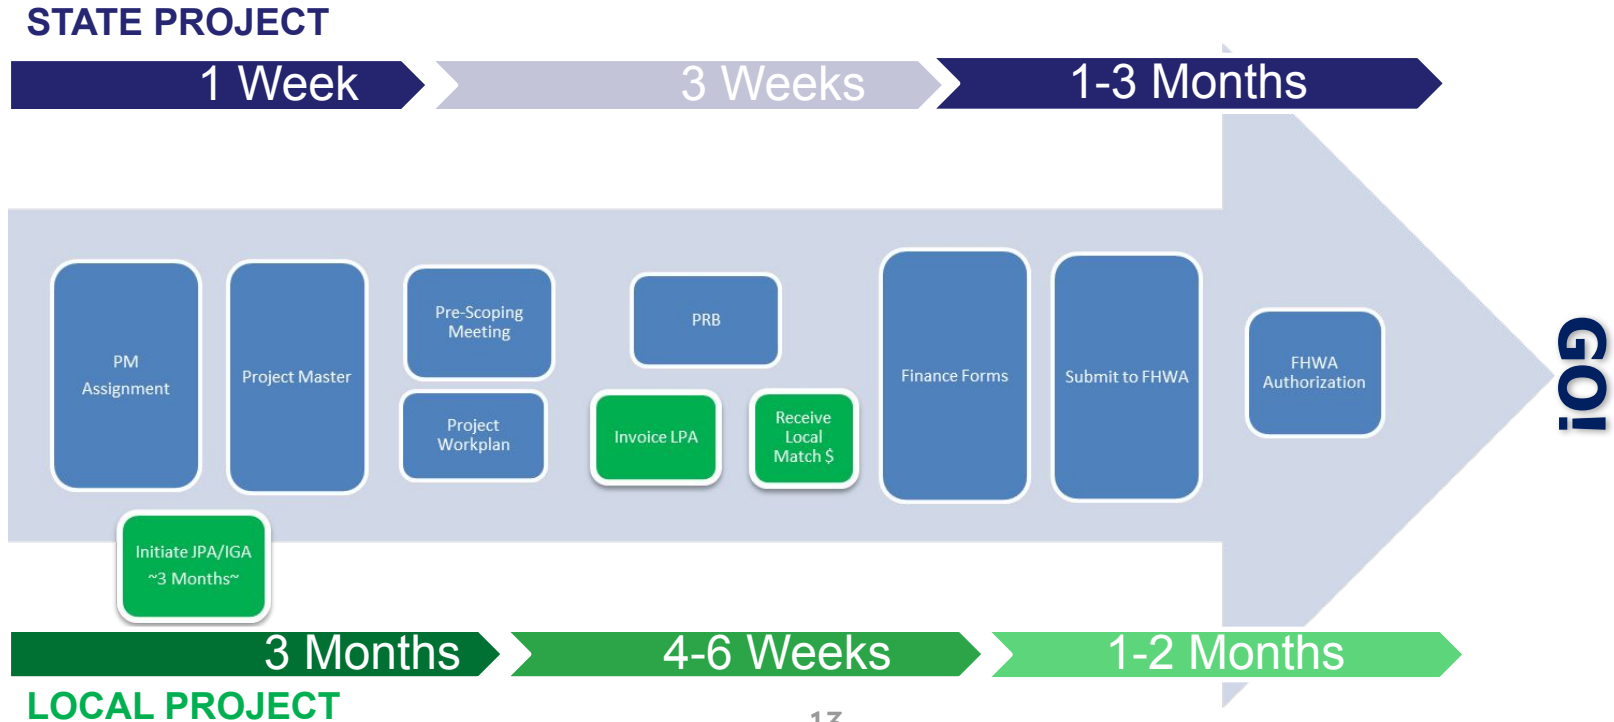 STATE PROJECT
1 Week
3 Weeks
1-3 Months
PM
Assignment
Project Master
Pre-Scoping
Meeting
Project
Workplan
PRB
Invoice LPA
Receive
Local
Match $
Finance Forms
Submit to FHWA
FHWA
Authorization
GO!
Initiate JPA/IGA
~3 Months~
3 Months
4-6 Weeks
1-2 Months
LOCAL PROJECT